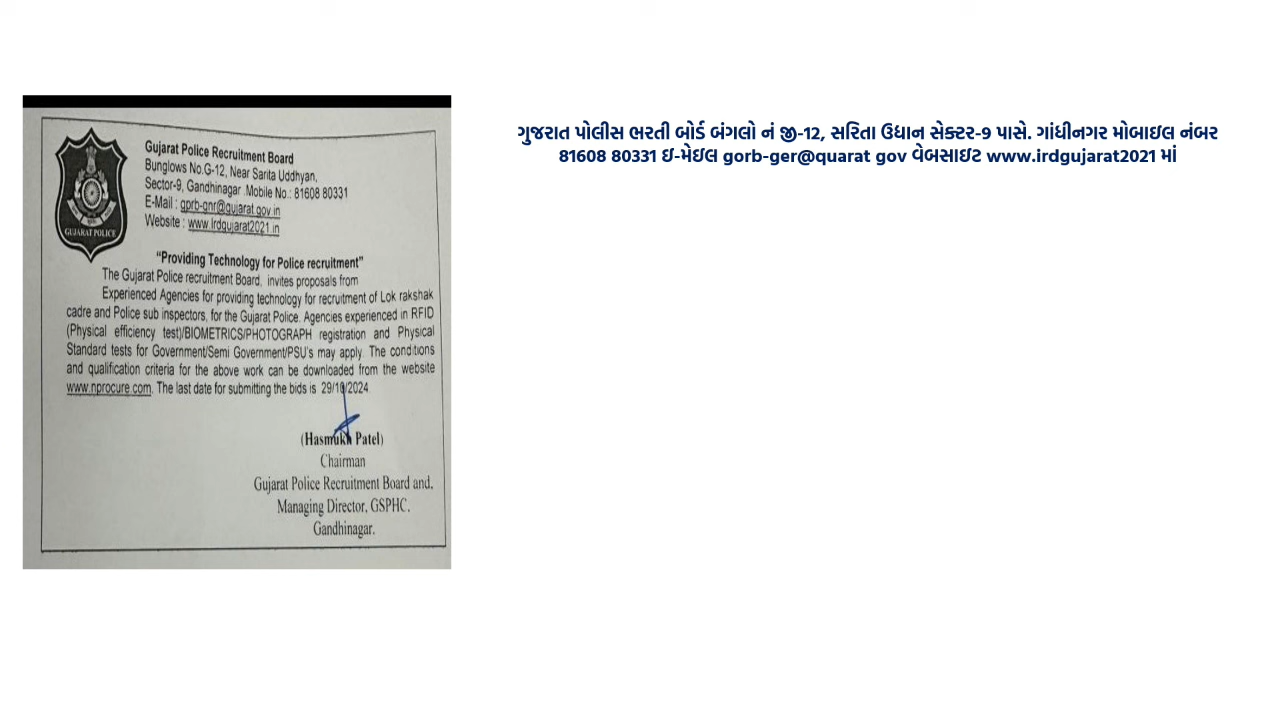 Gujarat Police Recruitment Board
Bunglows No.G-12, Near Sarita Uddhyan,
Sector-9, Gandhinagar .Mobile No.: 81608 80331
E-Mail : gprb-gnr@gujarat.gov.in
Website : www.lrdgujarat2021.in
GUJARAT POLICE
“Providing Technology for Police recruitment”
The Gujarat Police recruitment Board, invites proposals from
Experienced Agencies for providing technology for recruitment of Lok rakshak
cadre and Police sub inspectors, for the Gujarat Police. Agencies experienced in RFID
(Physical efficiency test)/BIOMETRICS/PHOTOGRAPH registration and Physical
Standard tests for Government/Semi Government/PSU's may apply. The conditions
and qualification criteria for the above work can be downloaded from the website
www.nprocure.com. The last date for submitting the bids is 29/10/2024
(Hasmukh Patel)
Chairman
Gujarat Police Recruitment Board and,
Managing Director, GSPHC,
Gandhinagar.
ગુજરાત પોલીસ ભરતી બોર્ડ બંગલો નં જી-12, સરિતા ઉદ્યાન સેક્ટર-9 પાસે. ગાંધીનગર મોબાઇલ નંબર
81608 80331 ઇ-મેઇલ gorb-ger@quarat gov વેબસાઇટ www.irdgujarat2021 માં